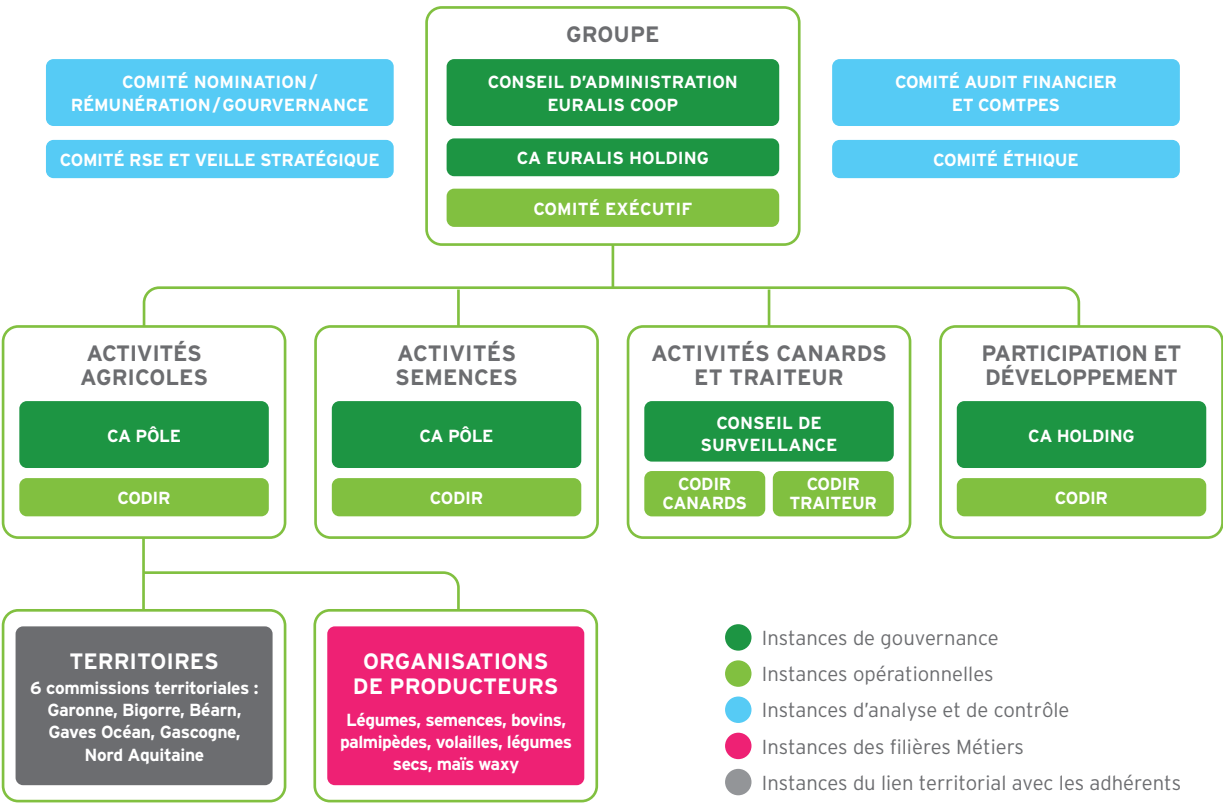 GROUPE
COMITÉ NOMINATION /
RÉMUNÉRATION / GOURVERNANCE
COMITÉ RSE ET VEILLE STRATÉGIQUE
CONSEIL D'ADMINISTRATION
EURALIS COOP
CA EURALIS HOLDING
COMITÉ EXÉCUTIF
COMITÉ AUDIT FINANCIER
ET COMTPES
COMITÉ ÉTHIQUE
ACTIVITÉS
AGRICOLES
CA PÔLE
CODIR
ACTIVITÉS
SEMENCES
CA PÔLE
CODIR
ACTIVITÉS CANARDS
ET TRAITEUR
CONSEIL DE
SURVEILLANCE
CODIR
CANARDS
CODIR
TRAITEUR
PARTICIPATION ET
DÉVELOPPEMENT
CA HOLDING
CODIR
TERRITOIRES
6 commissions territoriales :
Garonne, Bigorre, Béarn,
Gaves Océan, Gascogne,
Nord Aquitaine
ORGANISATIONS
DE PRODUCTEURS
Légumes, semences, bovins,
palmipèdes, volailles, légumes
secs, maïs waxy
Instances de gouvernance
Instances opérationnelles
Instances d'analyse et de contrôle
Instances des filières Métiers
Instances du lien territorial avec les adhérents